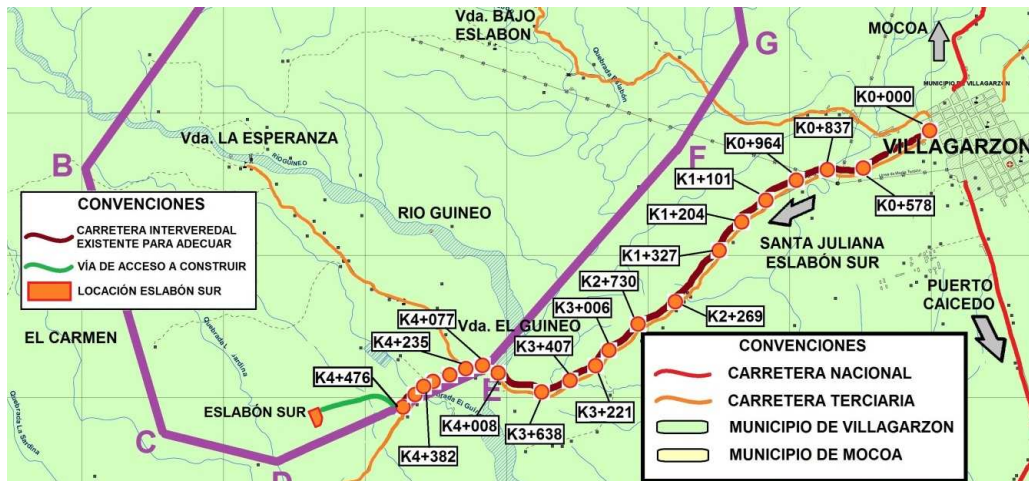 Vda. BAJO
ESLABON
G
MOCOA
MUNICIPIO DE VILLAGARZON
K0+000
VILLAGARZON
K0+837
K0+964
F
K1+101
K0+578
K1+204
SANTA JULIANA
ESLABÓN SUR
K1+327
PUERTO
CAICEDO
Vda. LA ESPERANZA
RIO GUINEO
B
CONVENCIONES
CARRETERA INTERVEREDAL
EXISTENTE PARA ADECUAR
VÍA DE ACCESO A CONSTRUIR
LOCACIÓN ESLABÓN SUR
EL CARMEN
K2+730
K2+269
K3+006
K4+077
Vda. EL GUINEO
K4+235
K3+407
E
K4+476
ESLABÓN SUR
K4+008
K3+221
K3+638
K4+382
C
D
Quebrada La Sardina
CONVENCIONES
CARRETERA NACIONAL
CARRETERA TERCIARIA
MUNICIPIO DE VILLAGARZON
MUNICIPIO DE MOCOA